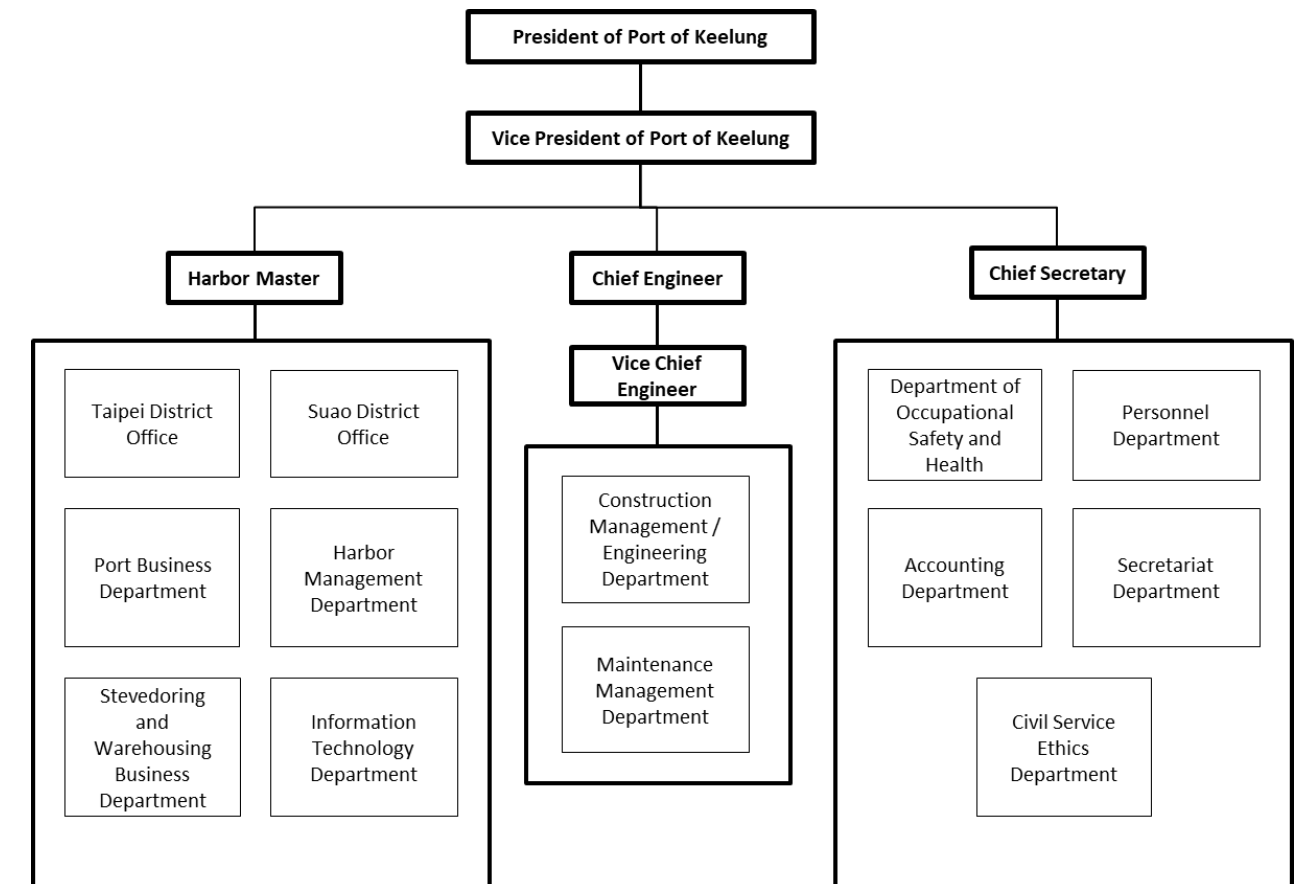 President of Port of Keelung
Vice President of Port of Keelung
Harbor Master
Chief Engineer
Chief Secretary
Vice Chief
Engineer
Taipei District
Office
Suao District
Office
Port Business
Department
Harbor
Management
Department
Stevedoring
and
Warehousing
Business
Department
Information
Technology
Department
Construction
Management /
Engineering
Department
Maintenance
Management
Department
Department of
Occupational
Safety and
Health
Personnel
Department
Accounting
Department
Secretariat
Department
Civil Service
Ethics
Department